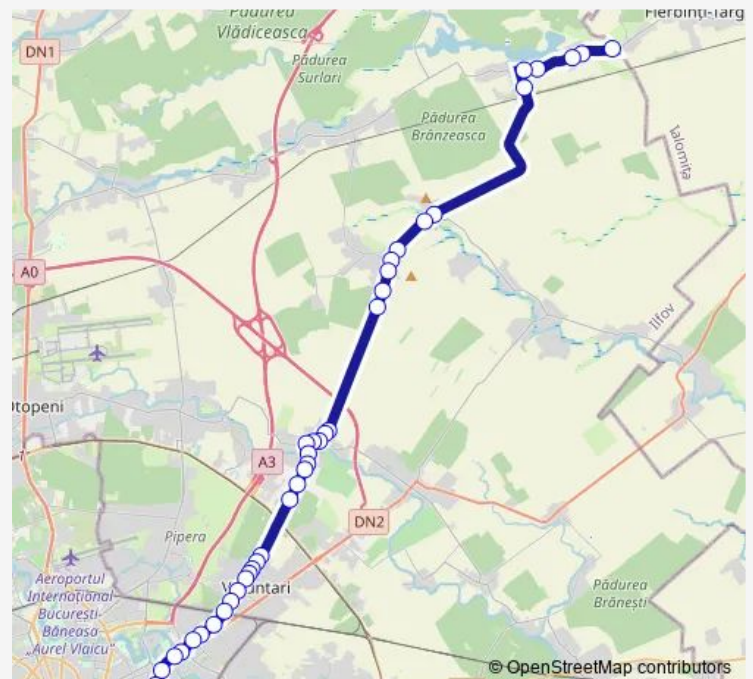 Pădurea
Vlădiceasca
Fierbinți-Târg
DN1
Pădurea
Surlari
Pădurea
Brânzeasca
Ialomița
A0
Ilfov
Otopeni
A3
DN2
Pipera
Voluntari
Aeroportul
Internațional
București-
Băneasa
„Aurel Vlaicu"
Pădurea
Brănești
© OpenStreetMap contributors